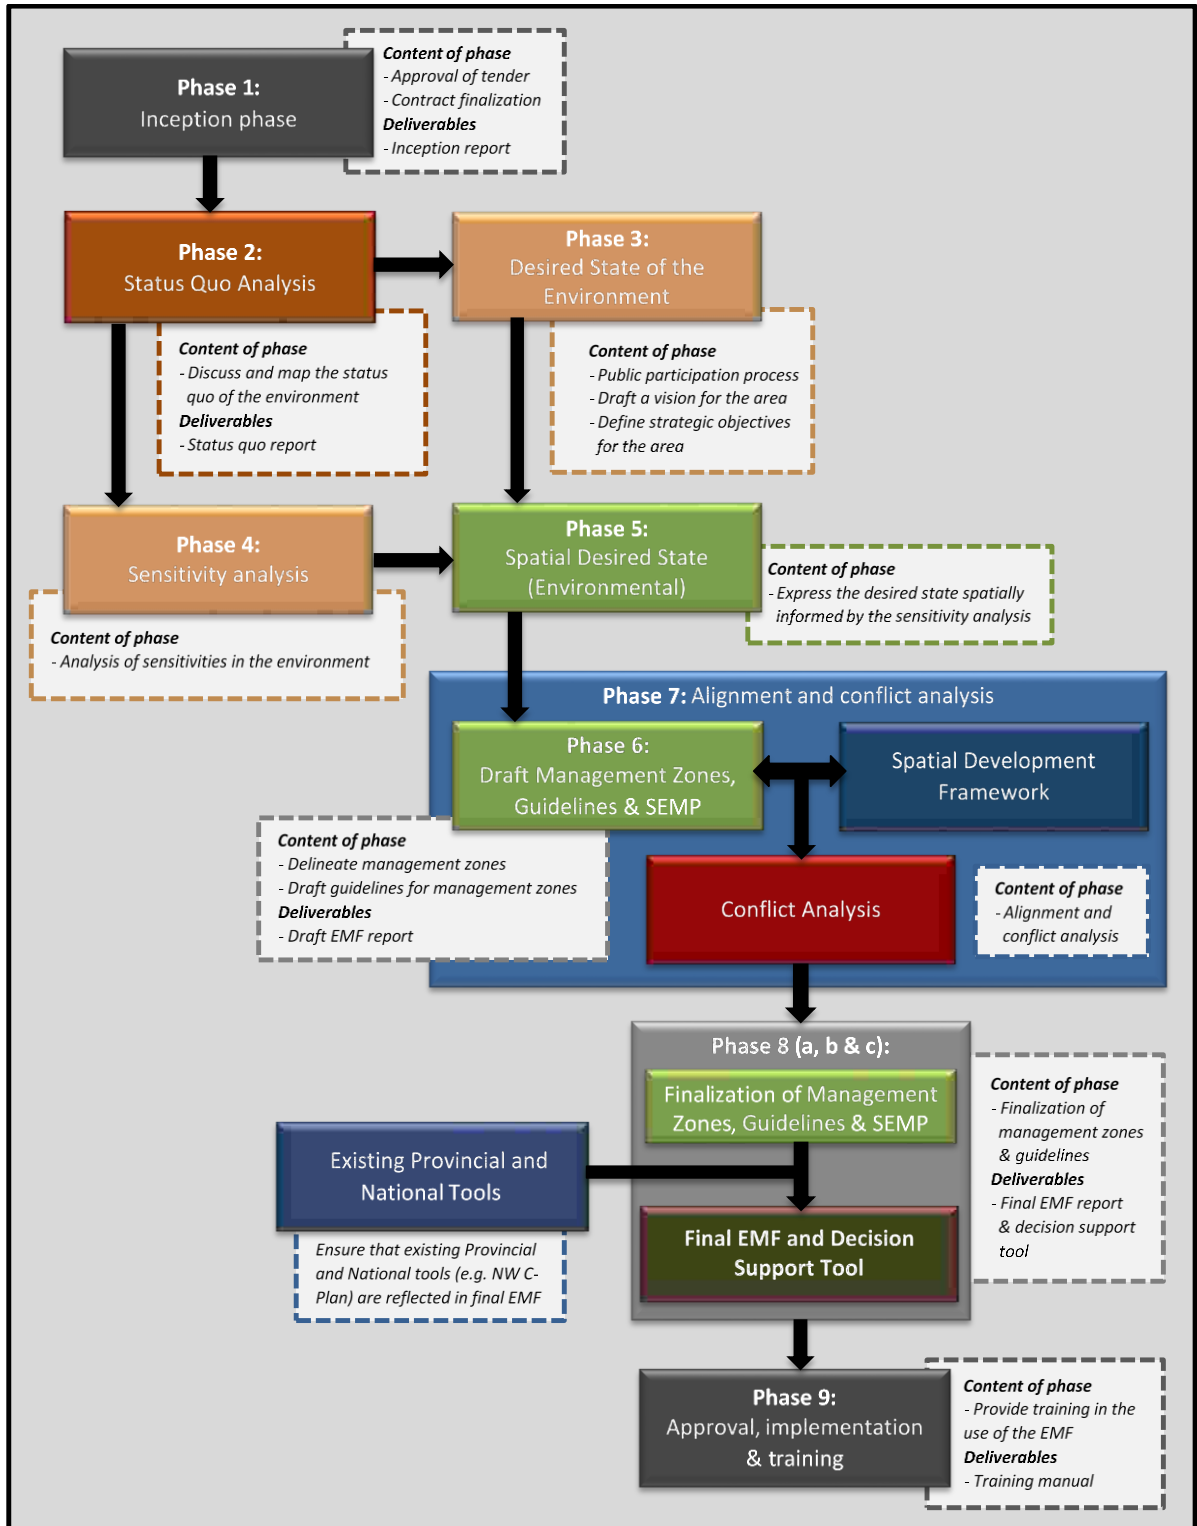 Phase 1:
Inception phase
Content of phase
- Approval of tender
- Contract finalization
Deliverables
- Inception report
Phase 2:
Status Quo Analysis
Content of phase
- Discuss and map the status
quo of the environment
Deliverables
- Status quo report
Phase 3:
Desired State of the
Environment
Content of phase
- Public participation process
- Draft a vision for the area
- Define strategic objectives
for the area
Phase 4:
Sensitivity analysis
Content of phase
- Analysis of sensitivities in the environment
Phase 5:
Spatial Desired State
(Environmental)
Content of phase
- Express the desired state spatially
informed by the sensitivity analysis
Phase 7: Alignment and conflict analysis
Phase 6:
Draft Management Zones,
Guidelines & SEMP
Spatial Development
Framework
Content of phase
- Delineate management zones
- Draft guidelines for management zones
Deliverables
- Draft EMF report
Conflict Analysis
Content of phase
- Alignment and
conflict analysis
Phase 8 (a, b & c):
Finalization of Management
Zones, Guidelines & SEMP
Content of phase
- Finalization of
management zones
& guidelines
Deliverables
- Final EMF report
& decision support
tool
Existing Provincial and
National Tools
Ensure that existing Provincial
and National tools (e.g. NW C-
Plan) are reflected in final EMF
Final EMF and Decision
Support Tool
Phase 9:
Approval, implementation
& training
Content of phase
- Provide training in the
use of the EMF
Deliverables
- Training manual